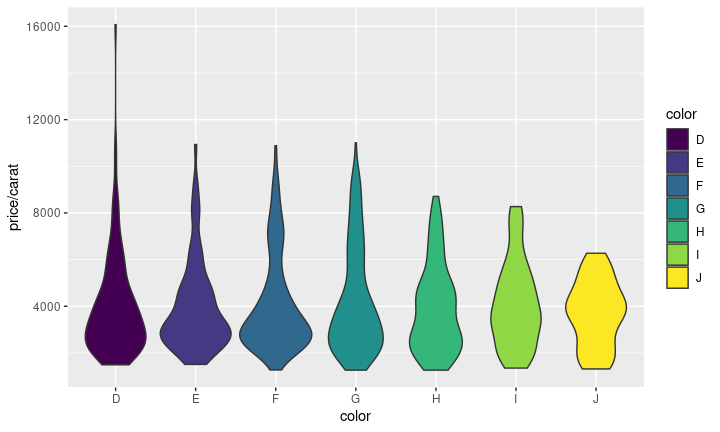 16000
12000
8000
4000
price/carat
D E F G H I J
color
color
D
E
F
G
H
I
J